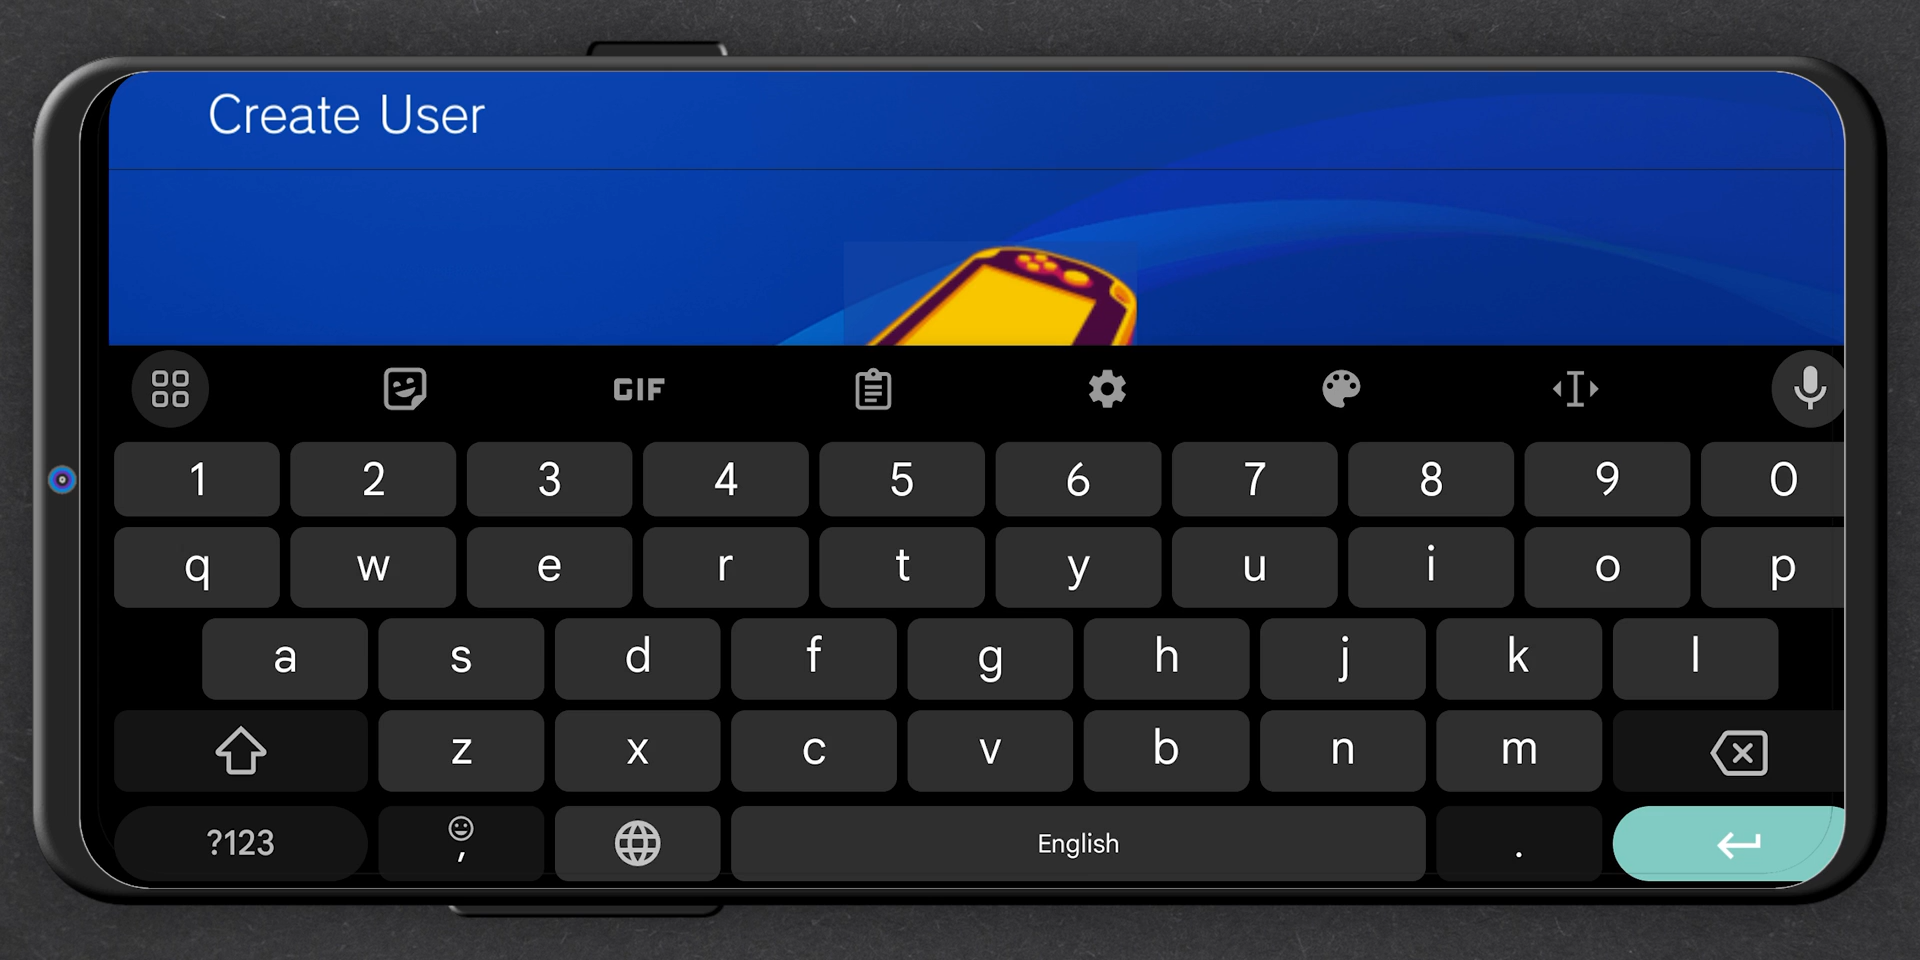 Create User
GIF
1 2 3 4 5 6 7 8 9 0
q w e r t y u i o p
a s d f g h j k l
z x c v b n m
?123 , English .